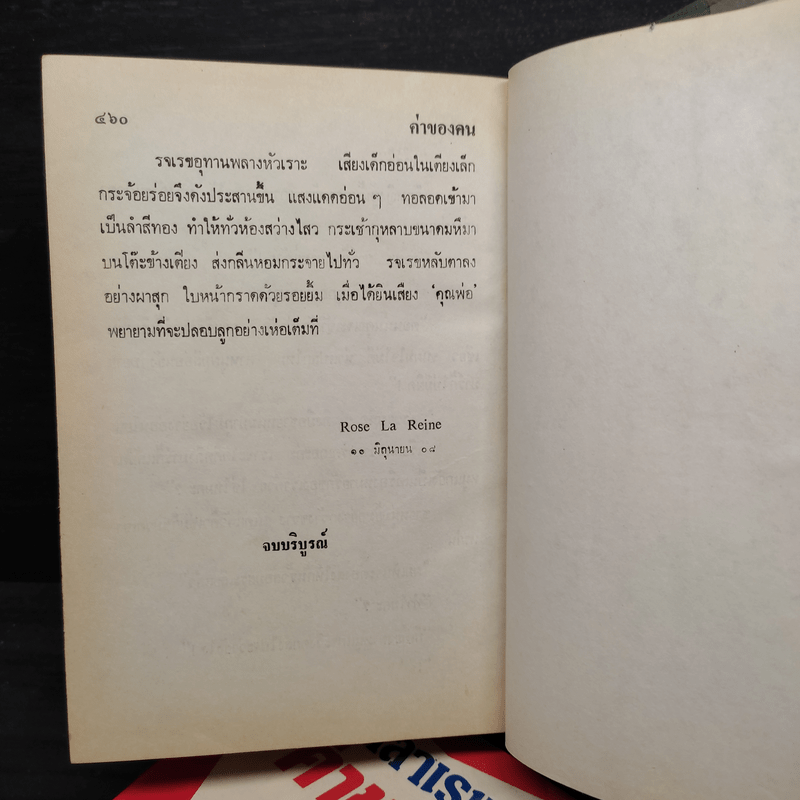 ๔๖๐
ค่าของคน
รจเรขอุทานพลางหัวเราะ เสียงเด็กอ่อนในเตียงเล็ก
กระจ้อยร่อยจึงดังประสานขึ้น แสงแดดอ่อน ๆ ทอลอดเข้ามา
เป็นลำสีทอง ทำให้ทั่วห้องสว่างไสว กระเช้ากุหลาบขนาดมหึมา
บนโต๊ะข้างเตียง ส่งกลิ่นหอมกระจายไปทั่ว รจเรขหลับตาลง
อย่างผาสุก ใบหน้ากราดด้วยรอยยิ้ม เมื่อได้ยินเสียง ‘คุณพ่อ’
พยายามที่จะปลอบลูกอย่างเห่อเต็มที่
Rose La Reine
๑๓ มิถุนายน ๐๘
จบบริบูรณ์